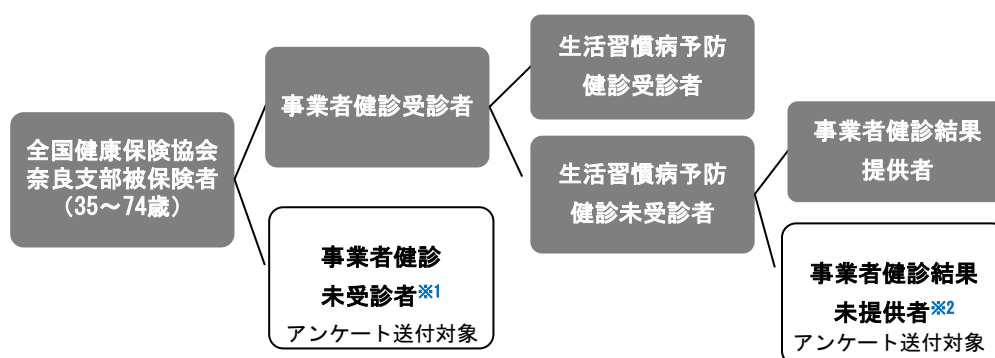 全国健康保険協会
奈良支部被保険者
（35～74歳）
事業者健診受診者
事業者健診
未受診者※1
アンケート送付対象
生活習慣病予防
健診受診者
生活習慣病予防
健診未受診者
事業者健診結果
提供者
事業者健診結果
未提供者※2
アンケート送付対象